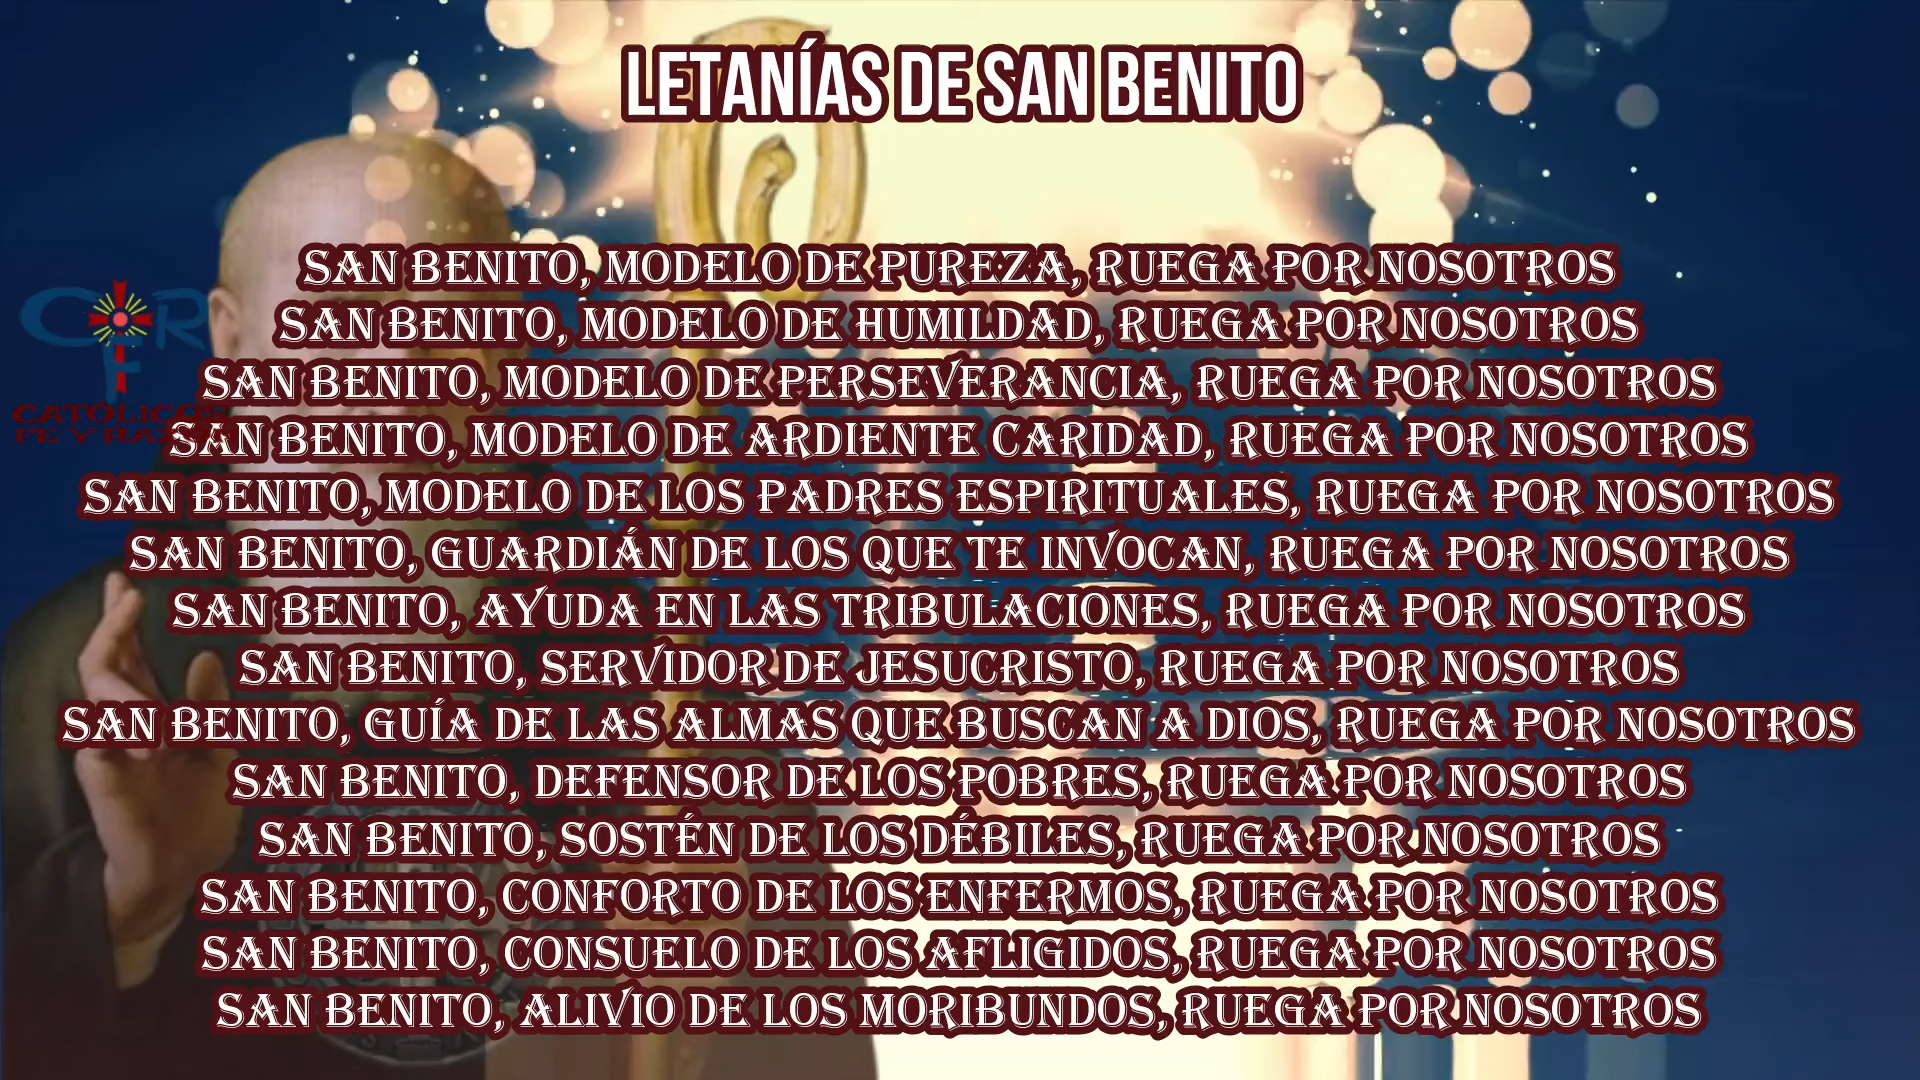 LETANÍAS DE SAN BENITO
SAN BENITO, MODELO DE PUREZA, RUEGA POR NOSOTROS
SAN BENITO, MODELO DE HUMILDAD, RUEGA POR NOSOTROS
SAN BENITO, MODELO DE PERSEVERANCIA, RUEGA POR NOSOTROS
SAN BENITO, MODELO DE ARDIENTE CARIDAD, RUEGA POR NOSOTROS
SAN BENITO, MODELO DE LOS PADRES ESPIRITUALES, RUEGA POR NOSOTROS
SAN BENITO, GUARDIÁN DE LOS QUE TE INVOCAN, RUEGA POR NOSOTROS
SAN BENITO, AYUDA EN LAS TRIBULACIONES, RUEGA POR NOSOTROS
SAN BENITO, SERVIDOR DE JESUCRISTO, RUEGA POR NOSOTROS
SAN BENITO, GUÍA DE LAS ALMAS QUE BUSCAN A DIOS, RUEGA POR NOSOTROS
SAN BENITO, DEFENSOR DE LOS POBRES, RUEGA POR NOSOTROS
SAN BENITO, SOSTÉN DE LOS DÉBILES, RUEGA POR NOSOTROS
SAN BENITO, CONFORTO DE LOS ENFERMOS, RUEGA POR NOSOTROS
SAN BENITO, CONSUELO DE LOS AFLIGIDOS, RUEGA POR NOSOTROS
SAN BENITO, ALIVIO DE LOS MORIBUNDOS, RUEGA POR NOSOTROS
CFR
CATÓLICOS
FE Y